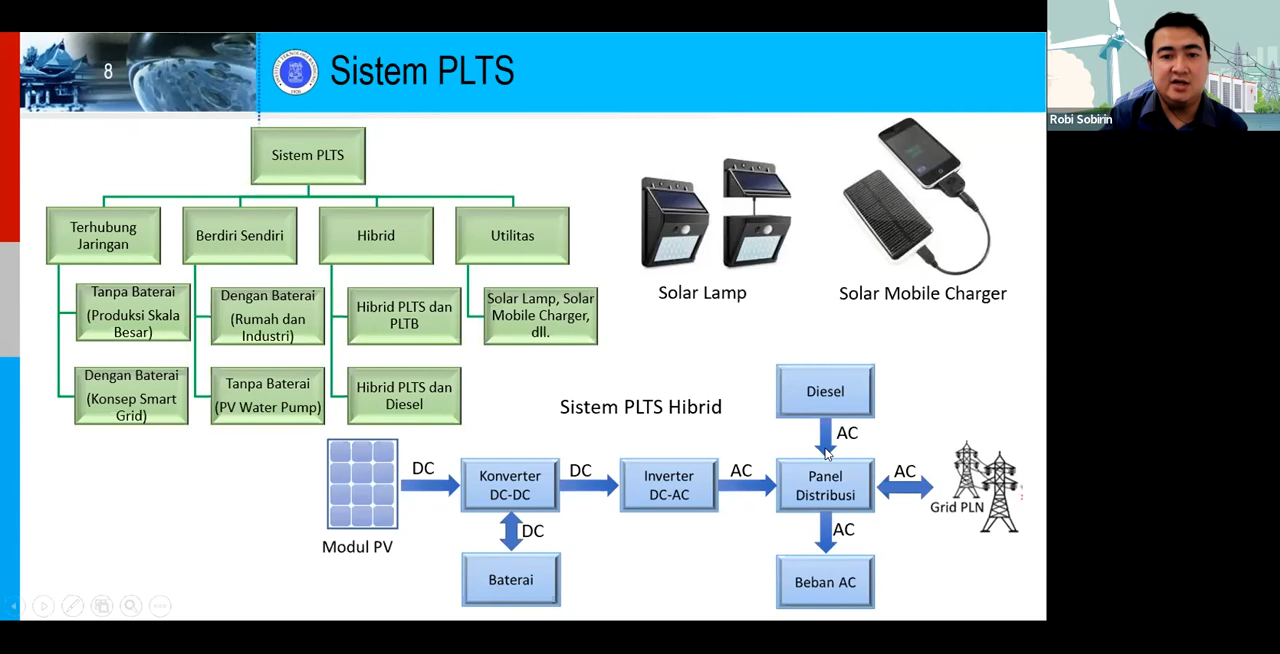 8
Sistem PLTS
Robi Sobirin
Sistem PLTS
Terhubung
Jaringan
Berdiri Sendiri
Hibrid
Utilitas
Tanpa Baterai
(Produksi Skala
Besar)
Dengan Baterai
(Rumah dan
Industri)
Hibrid PLTS dan
PLTB
Solar Lamp, Solar
Mobile Charger,
dll.
Dengan Baterai
(Konsep Smart
Grid)
Tanpa Baterai
(PV Water Pump)
Hibrid PLTS dan
Diesel
Solar Lamp
Solar Mobile Charger
Sistem PLTS Hibrid
Diesel
AC
DC
Konverter
DC-DC
DC
Inverter
DC-AC
AC
Panel
Distribusi
AC
Grid PLN
Modul PV
DC
Baterai
AC
Beban AC